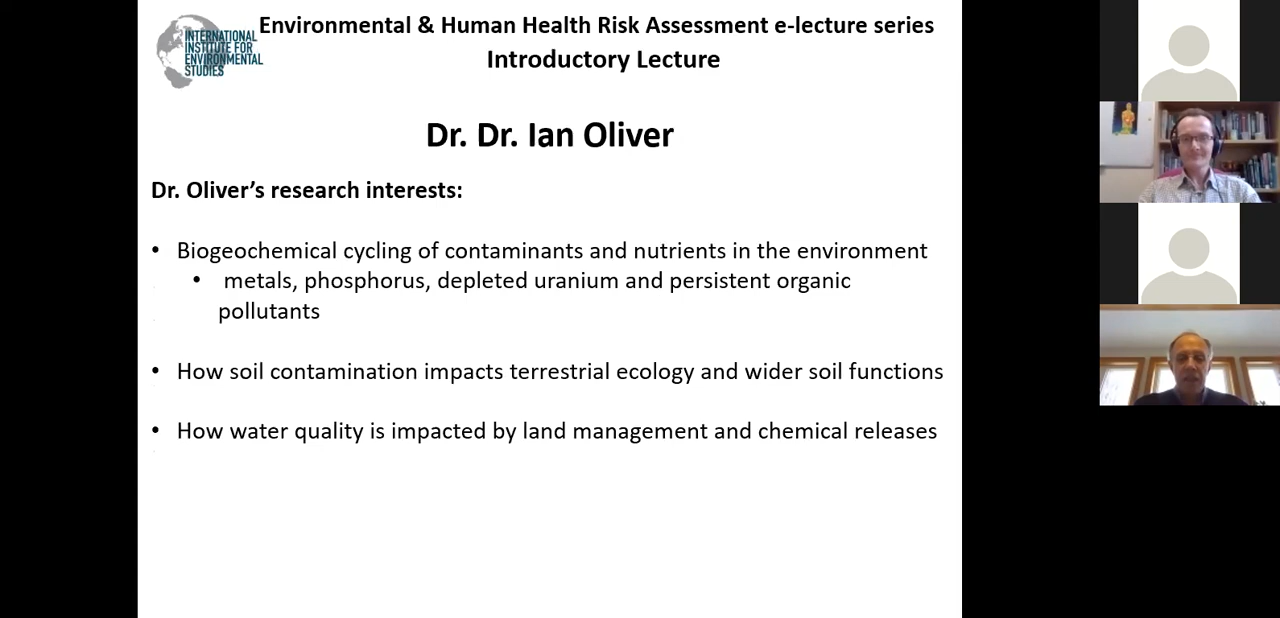 INTERNATIONAL
INSTITUTE FOR
ENVIRONMENTAL
STUDIES
Environmental & Human Health Risk Assessment e-lecture series
Introductory Lecture
Dr. Dr. Ian Oliver
Dr. Oliver's research interests:
• Biogeochemical cycling of contaminants and nutrients in the environment
• metals, phosphorus, depleted uranium and persistent organic
pollutants
• How soil contamination impacts terrestrial ecology and wider soil functions
• How water quality is impacted by land management and chemical releases